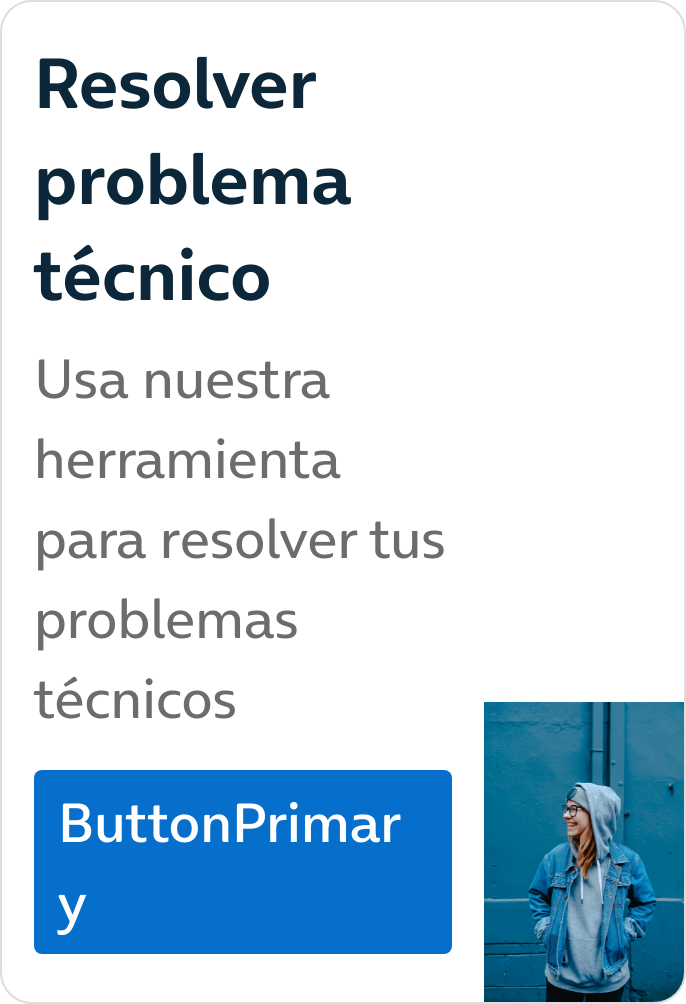 Resolver
problema
técnico
Usa nuestra
herramienta
para resolver tus
problemas
técnicos
ButtonPrimar
y